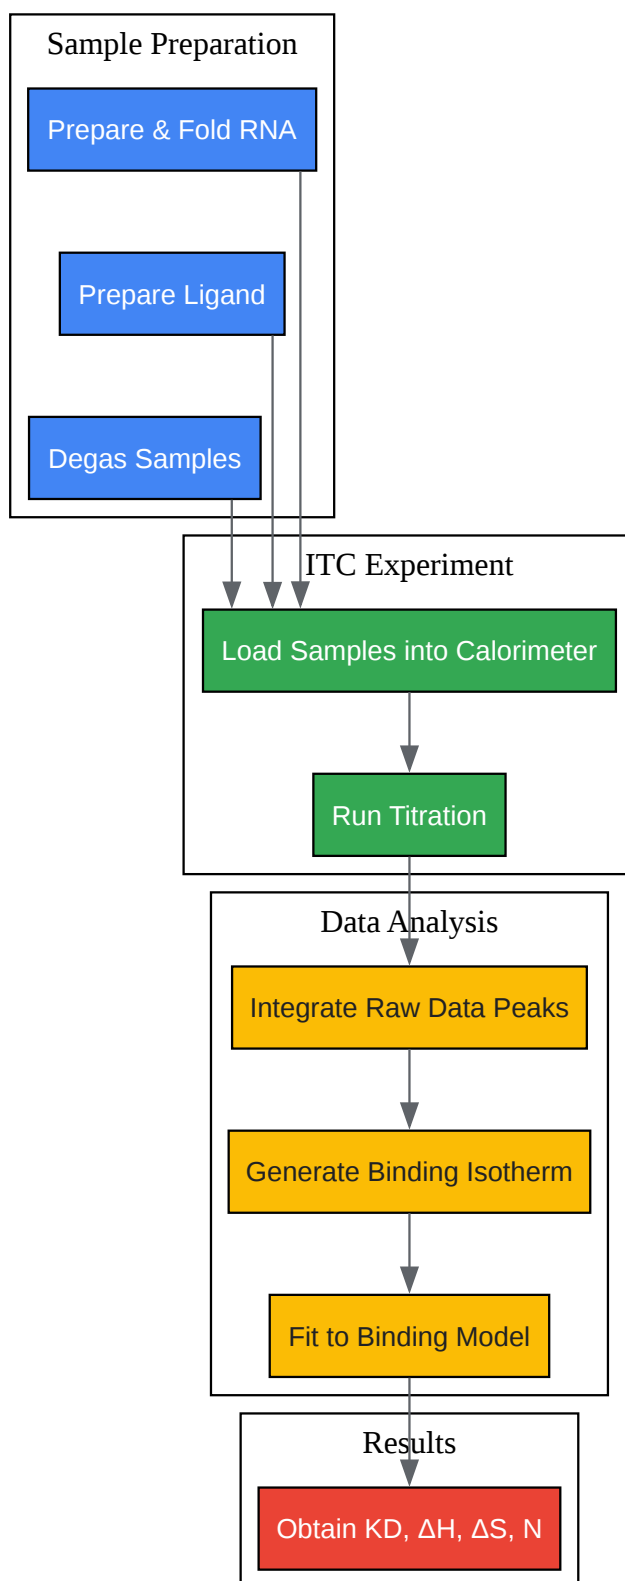 Sample Preparation
Prepare & Fold RNA
Prepare Ligand
Degas Samples
ITC Experiment
Load Samples into Calorimeter
Run Titration
Data Analysis
Integrate Raw Data Peaks
Generate Binding Isotherm
Fit to Binding Model
Results
Obtain KD, ΔH, ΔS, N